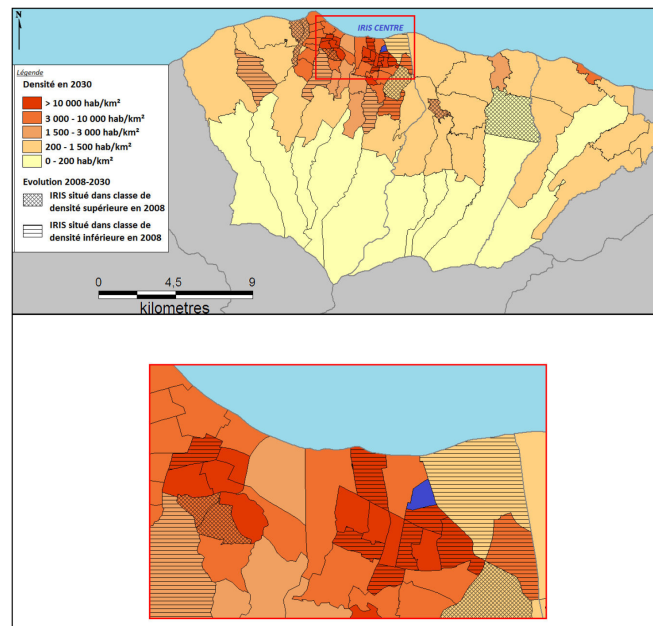 N
IRIS CENTRE
Légende
Densité en 2030
> 10 000 hab/km²
3 000 - 10 000 hab/km²
1 500 - 3 000 hab/km²
200 - 1 500 hab/km²
0 - 200 hab/km²
Evolution 2008-2030
IRIS situé dans classe de
densité supérieure en 2008
IRIS situé dans classe de
densité inférieure en 2008
0 4,5 9
kilometres